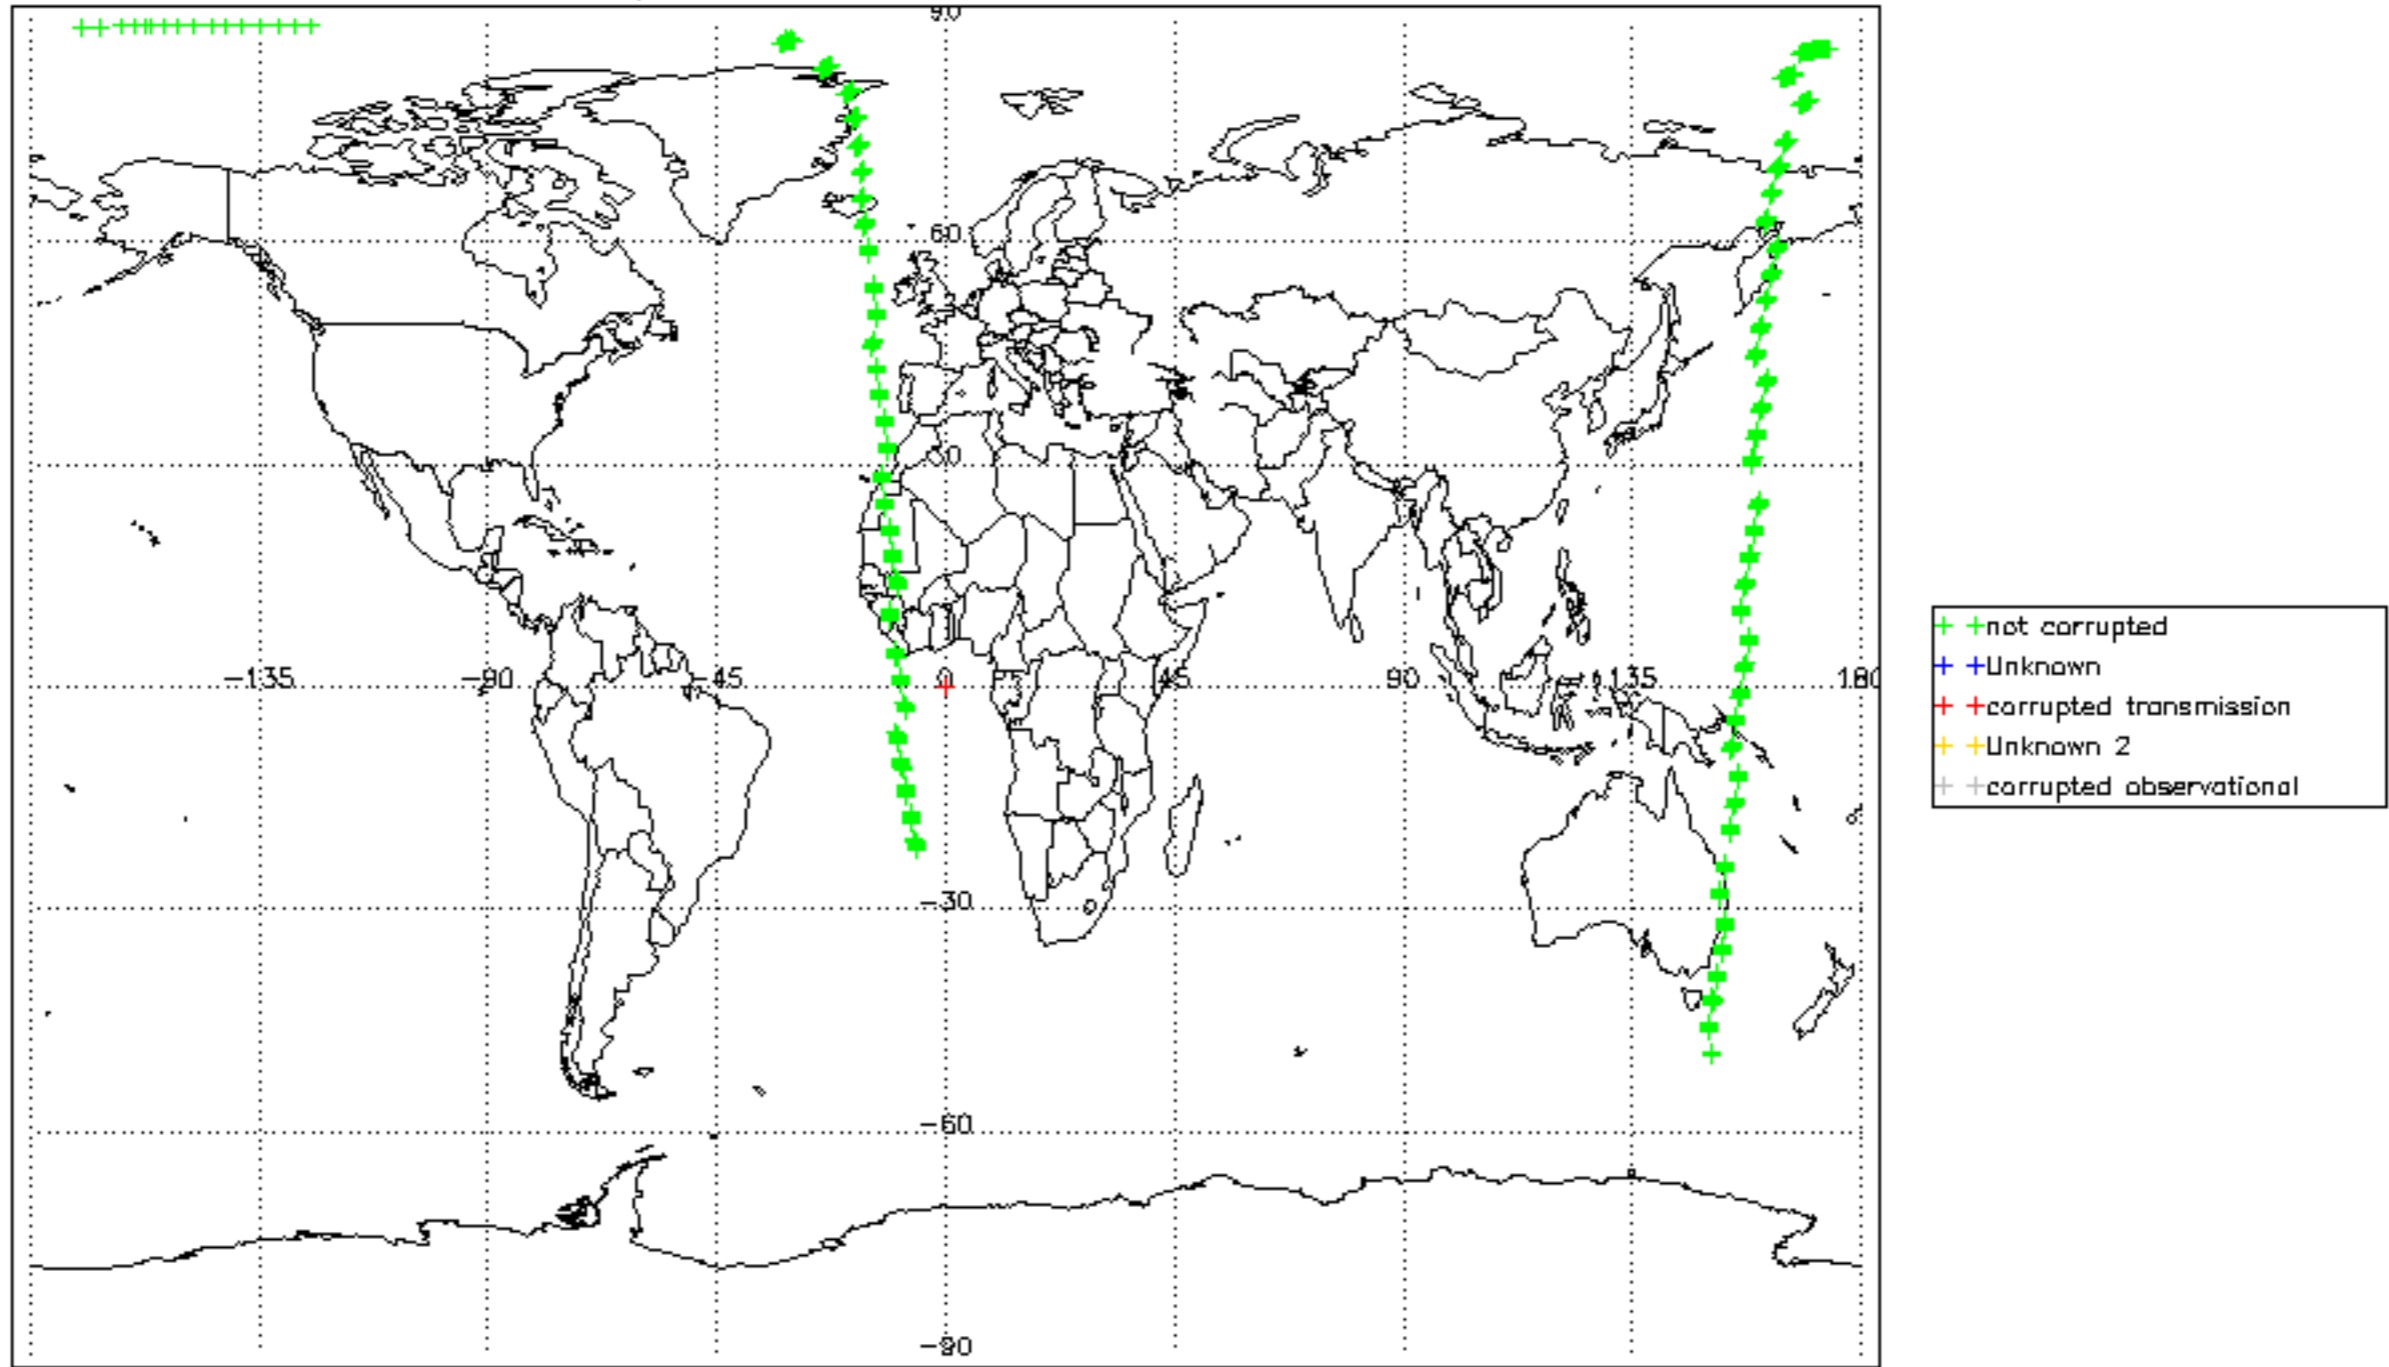 90
60
30
-135
-90
-45
0
45
90
135
180
-30
-60
-90
not corrupted
Unknown
corrupted transmission
Unknown 2
corrupted observational